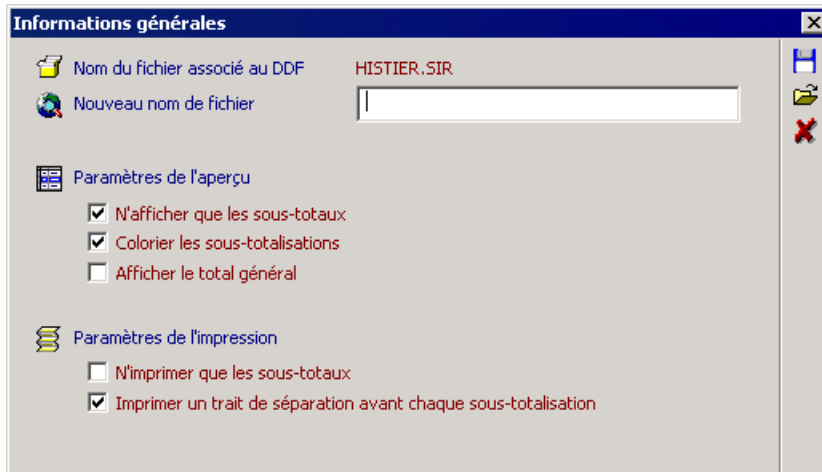 Informations générales
Nom du fichier associé au DDF HISTIER.SIR
Nouveau nom de fichier
Paramètres de l'aperçu
N'afficher que les sous-totaux
Colorier les sous-totalisations
Afficher le total général
Paramètres de l'impression
N'imprimer que les sous-totaux
Imprimer un trait de séparation avant chaque sous-totalisation